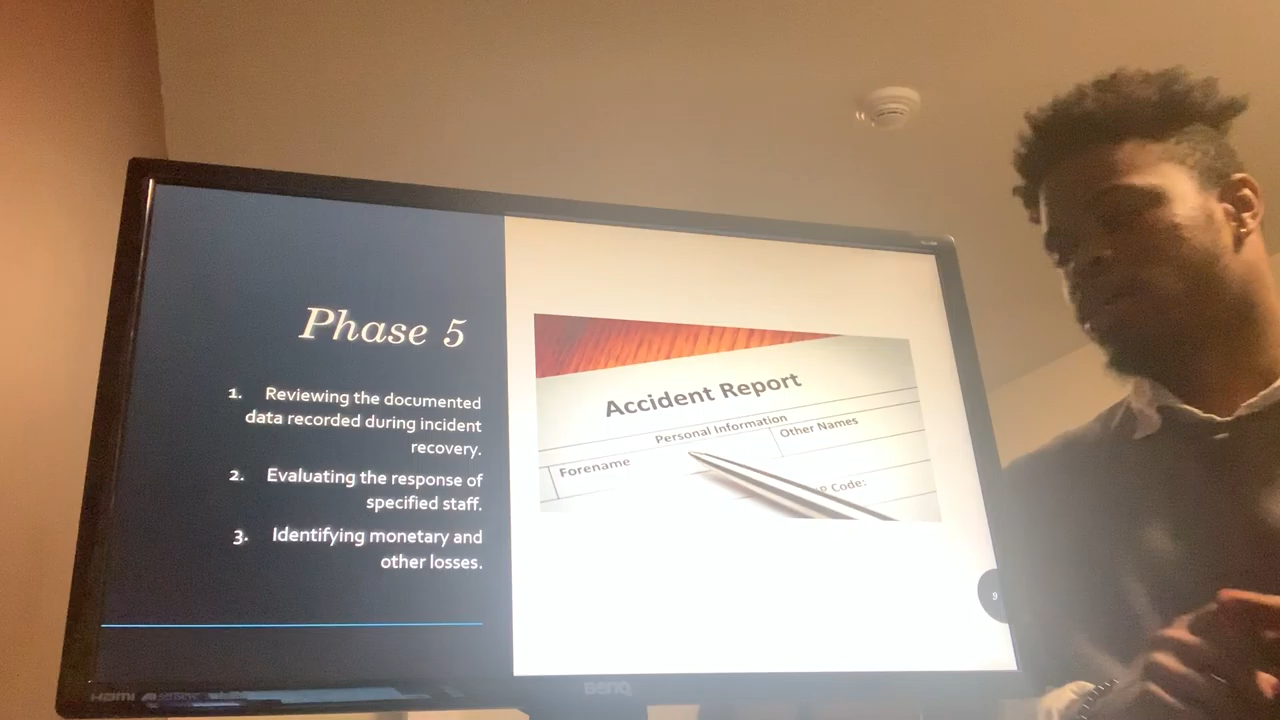 Phase 5
1. Reviewing the documented
data recorded during incident
recovery.
2. Evaluating the response of
specified staff.
3. Identifying monetary and
other losses.
Accident Report
Personal Information
Forename
Other Names
Code:
9
HDMI
BenQ